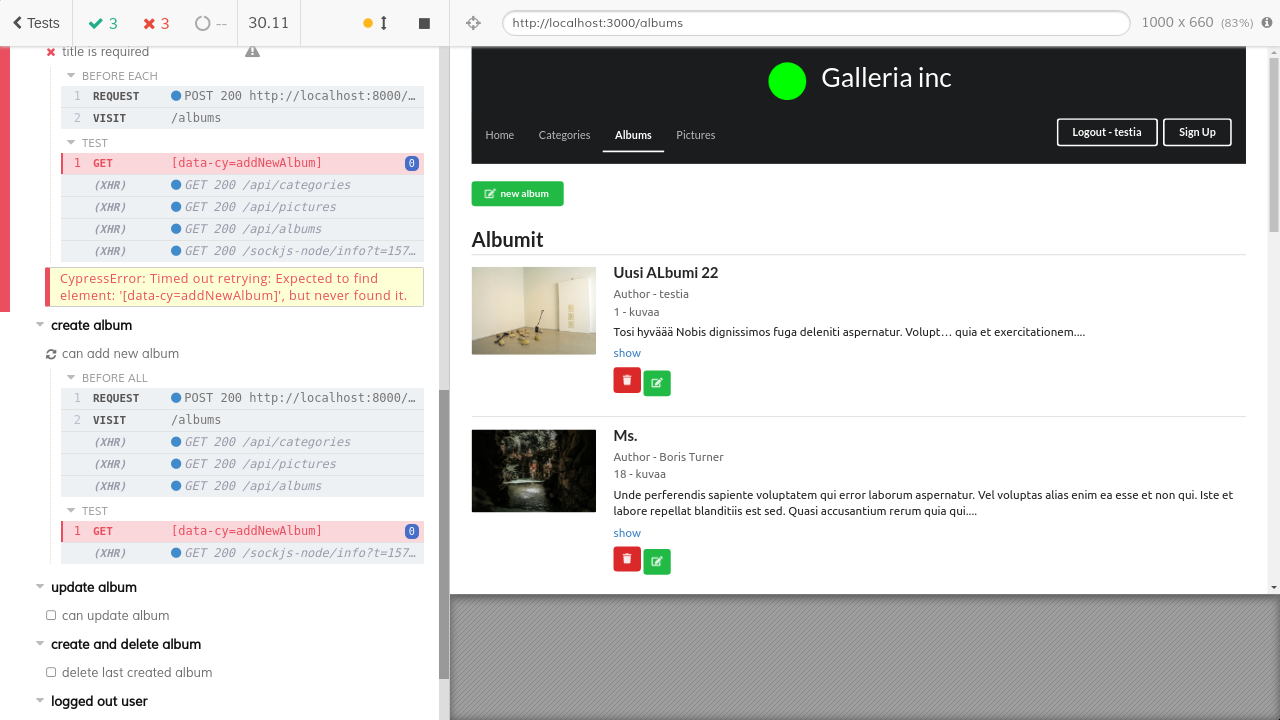 Tests
3
3
--
30.11
title is required
BEFORE EACH
1 REQUEST POST 200 http://localhost:8000/…
2 VISIT /albums
TEST
1 GET [data-cy=addNewAlbum] 0
(XHR) GET 200 /api/categories
(XHR) GET 200 /api/pictures
(XHR) GET 200 /api/albums
(XHR) GET 200 /sockjs-node/info?t=157…
CypressError: Timed out retrying: Expected to find
element: '[data-cy=addNewAlbum]', but never found it.
create album
can add new album
BEFORE ALL
1 REQUEST POST 200 http://localhost:8000/…
2 VISIT /albums
(XHR) GET 200 /api/categories
(XHR) GET 200 /api/pictures
(XHR) GET 200 /api/albums
TEST
1 GET [data-cy=addNewAlbum] 0
(XHR) GET 200 /sockjs-node/info?t=157…
update album
can update album
create and delete album
delete last created album
logged out user
http://localhost:3000/albums
1000 x 660 (83%)
Galleria inc
Home Categories Albums Pictures
Logout - testia
Sign Up
new album
Albumit
Uusi ALbumi 22
Author - testia
1 - kuvaa
Tosi hyväää Nobis dignissimos fuga deleniti aspernatur. Volupt… quia et exercitationem....
show
Ms.
Author - Boris Turner
18 - kuvaa
Unde perferendis sapiente voluptatem qui error laborum aspernatur. Vel voluptas alias enim ea esse et non qui. Iste et
labore repellat blanditiis est sed. Quasi accusantium rerum quia qui....
show